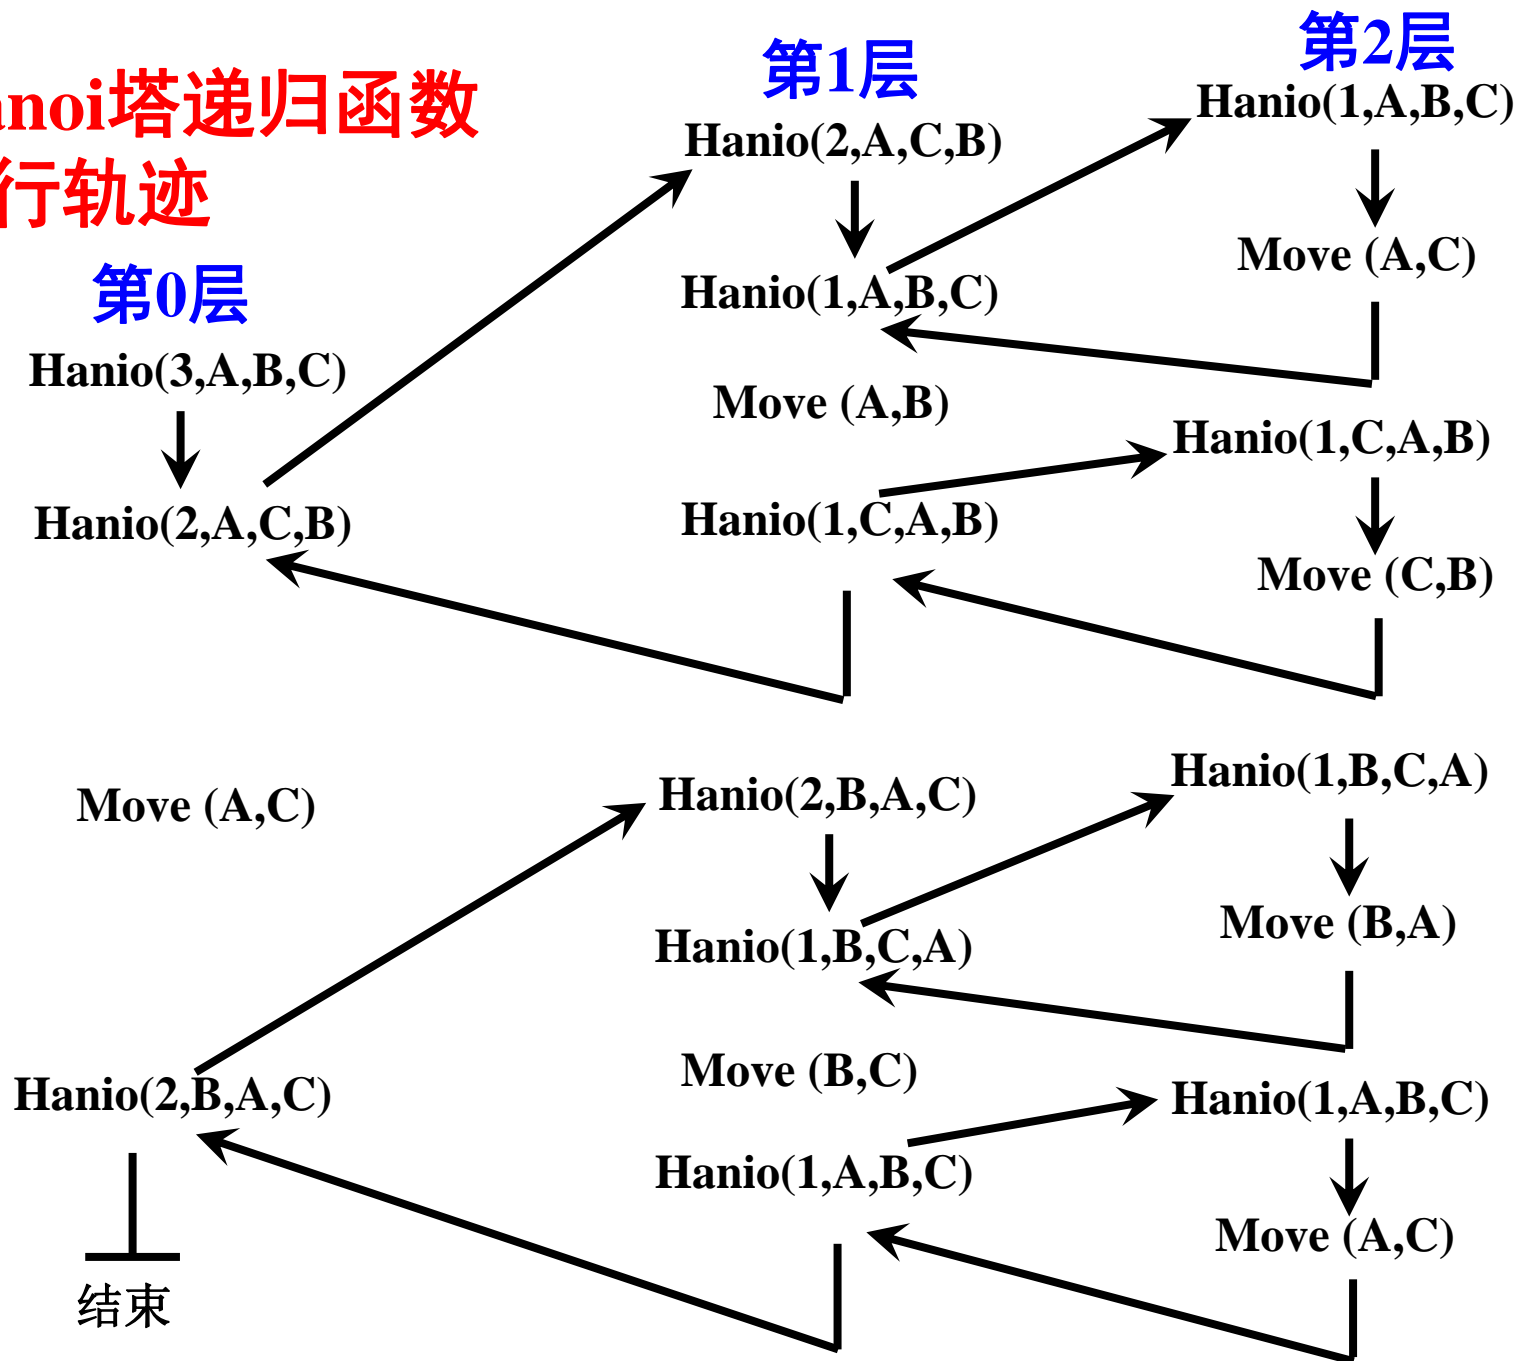 anoi塔递归函数
行轨迹
第0层
Hanio(3,A,B,C)
Hanio(2,A,C,B)
Move (A,C)
Hanio(2,B,A,C)
结束
第1层
Hanio(2,A,C,B)
Hanio(1,A,B,C)
Move (A,B)
Hanio(1,C,A,B)
Hanio(2,B,A,C)
Hanio(1,B,C,A)
Move (B,C)
Hanio(1,A,B,C)
第2层
Hanio(1,A,B,C)
Move (A,C)
Hanio(1,C,A,B)
Move (C,B)
Hanio(1,B,C,A)
Move (B,A)
Hanio(1,A,B,C)
Move (A,C)